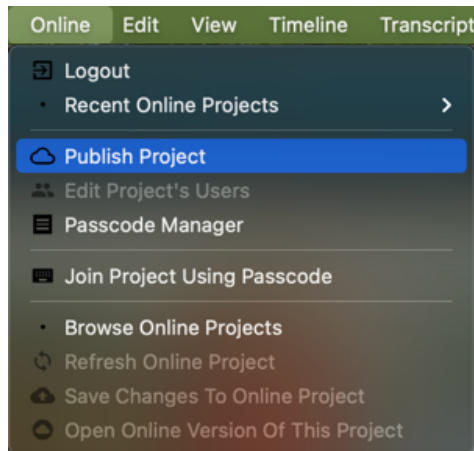 Online Edit View Timeline Transcript
Logout
Recent Online Projects
Publish Project
Edit Project's Users
Passcode Manager
Join Project Using Passcode
Browse Online Projects
Refresh Online Project
Save Changes To Online Project
Open Online Version Of This Project